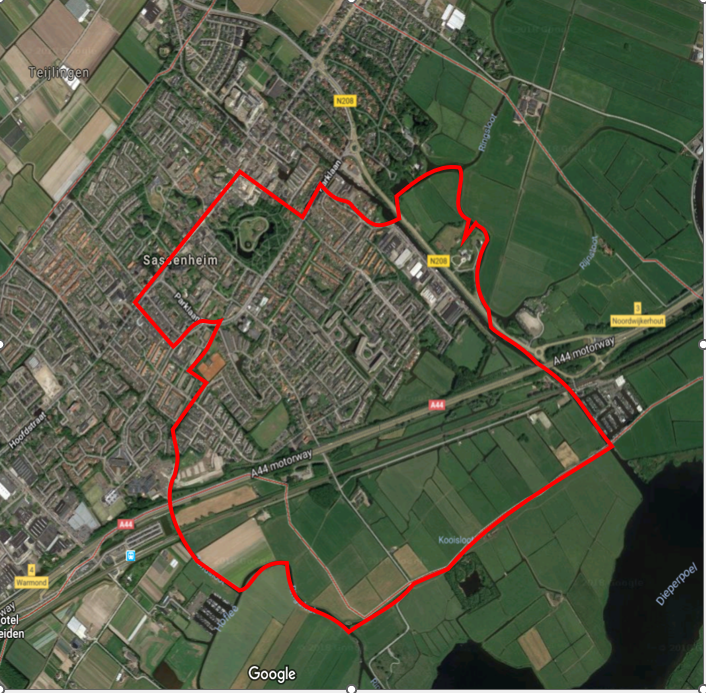 Teijlingen
N208
Ringsloot
Parklaan
Sassenheim
N208
Parklaan
3
Noordwijkerhout
A44 motorway
A44
Hoofdstraat
A44 motorway
A44
Kooisloot
4
Warmond
Dieperpoel
Google